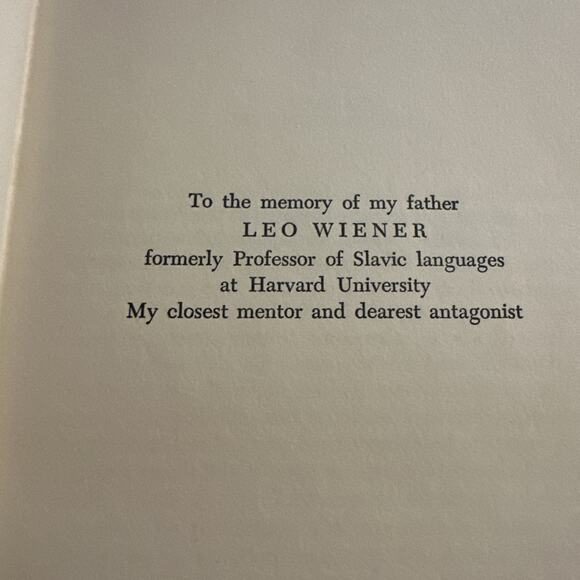 To the memory of my father
LEO WIENER
formerly Professor of Slavic languages
at Harvard University
My closest mentor and dearest antagonist